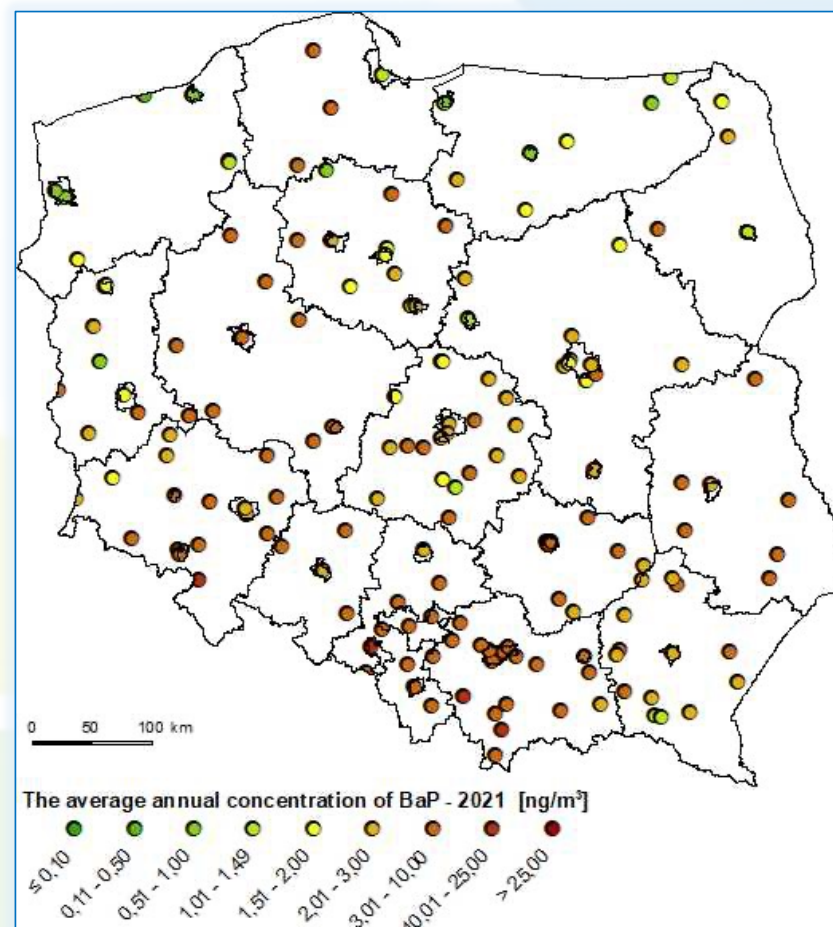 0 50 100 km
The average annual concentration of BaP - 2021 [ng/m³]
≤ 0,10
0,11 - 0,50
0,51 - 1,00
1,01 - 1,49
1,51 - 2,00
2,01 - 3,00
3,01 - 10,00
10,01 - 25,00
> 25,00